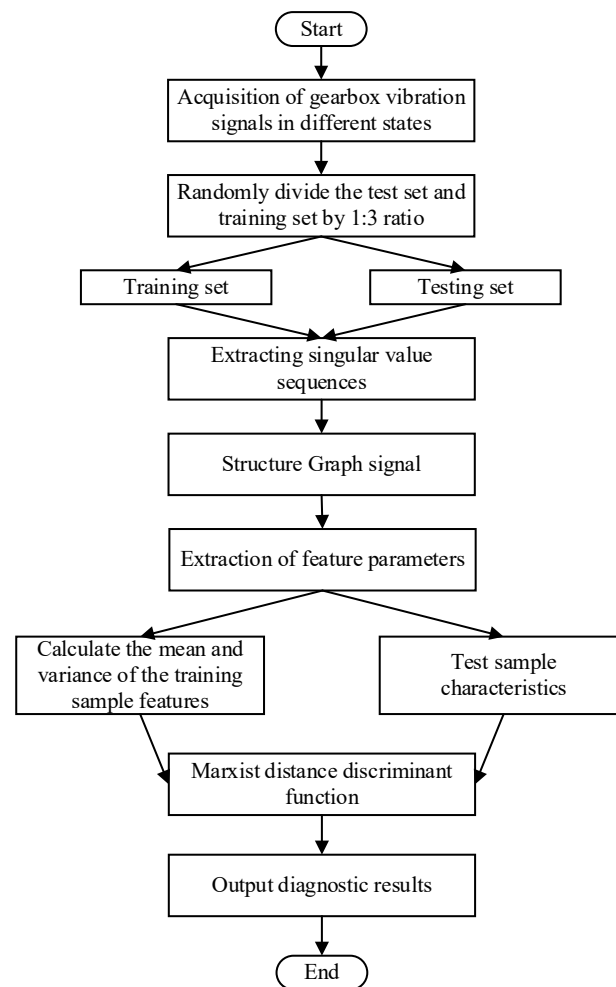 Start
Acquisition of gearbox vibration
signals in different states
Randomly divide the test set and
training set by 1:3 ratio
Training set
Testing set
Extracting singular value
sequences
Structure Graph signal
Extraction of feature parameters
Calculate the mean and
variance of the training
sample features
Test sample
characteristics
Marxist distance discriminant
function
Output diagnostic results
End